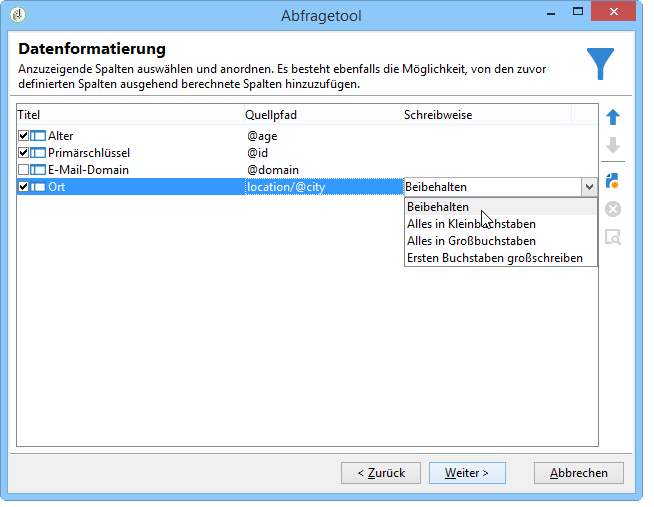 Abfragetool
Datenformatierung
Anzuzeigende Spalten auswählen und anordnen. Es besteht ebenfalls die Möglichkeit, von den zuvor
definierten Spalten ausgehend berechnete Spalten hinzuzufügen.
Titel Quellpfad Schreibweise
Alter @age
Primärschlüssel @id
E-Mail-Domain @domain
Ort location/@city Beibehalten
Beibehalten
Alles in Kleinbuchstaben
Alles in Großbuchstaben
Ersten Buchstaben großschreiben
< Zurück Weiter > Abbrechen